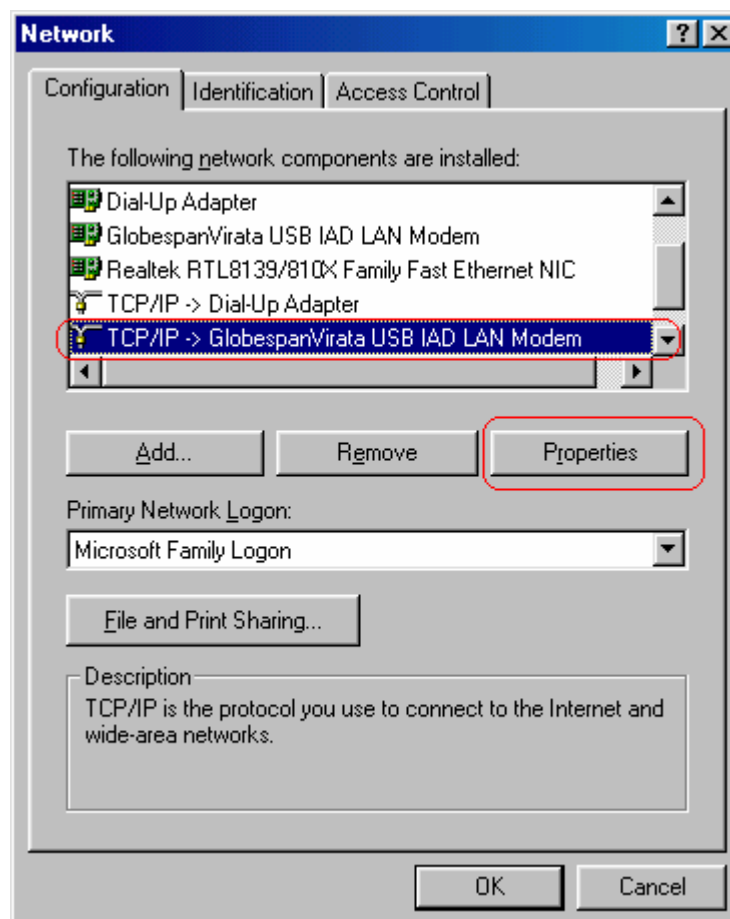 Network
Configuration Identification Access Control
The following network components are installed:
Dial-Up Adapter
GlobespanVirata USB IAD LAN Modem
Realtek RTL8139/810X Family Fast Ethernet NIC
TCP/IP -> Dial-Up Adapter
TCP/IP -> GlobespanVirata USB IAD LAN Modem
Add... Remove Properties
Primary Network Logon:
Microsoft Family Logon
File and Print Sharing...
Description
TCP/IP is the protocol you use to connect to the Internet and
wide-area networks.
OK Cancel